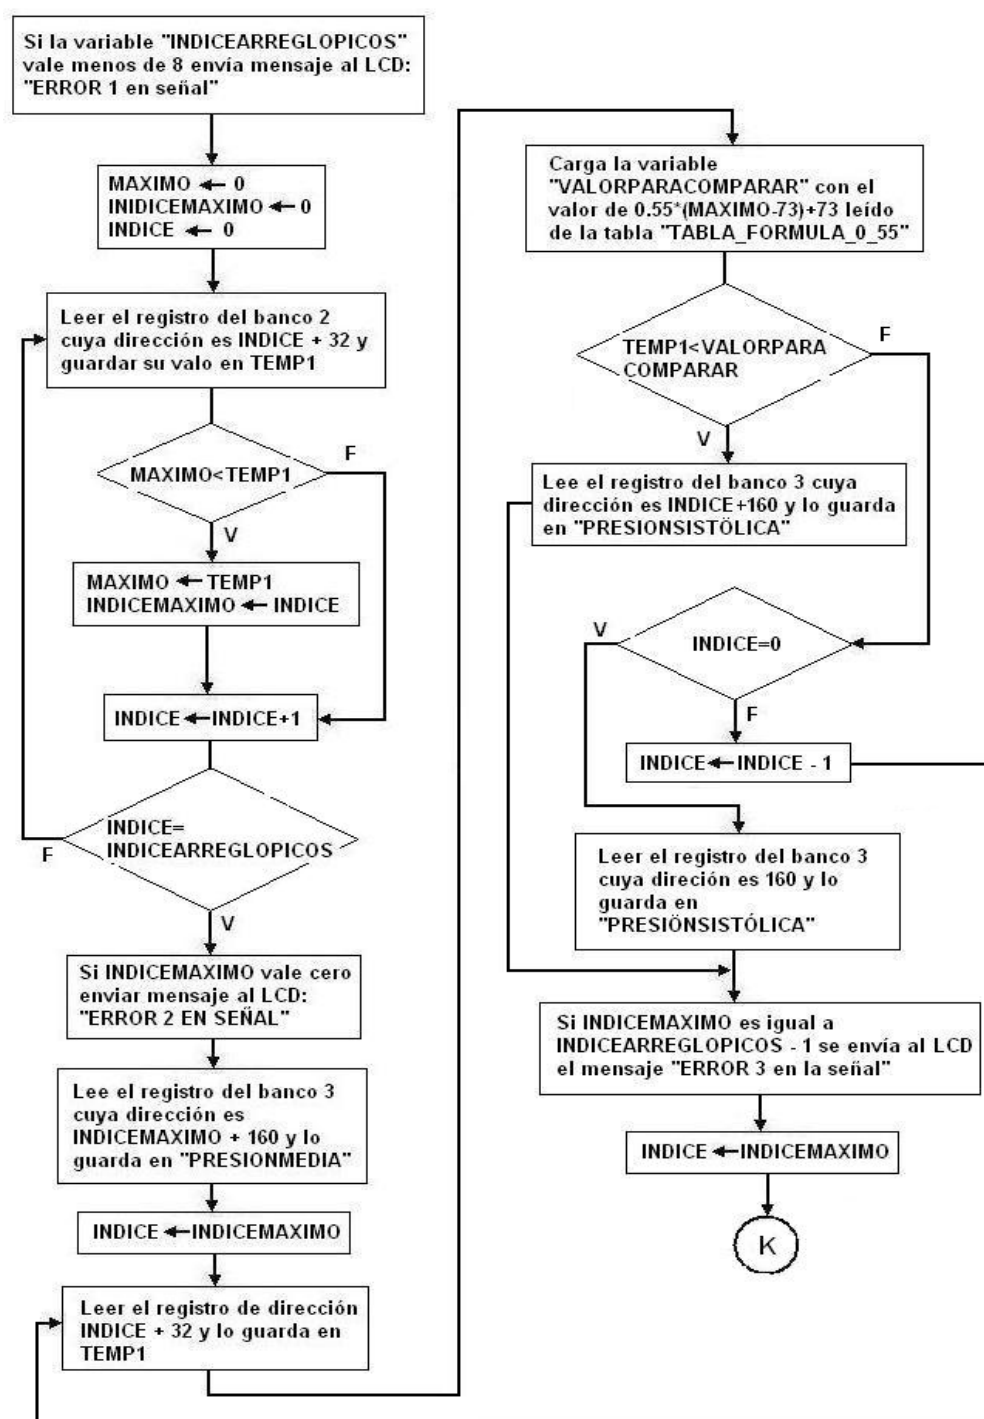 Si la variable "INDICEARREGLOPICOS"
vale menos de 8 envía mensaje al LCD:
"ERROR 1 en señal"
MAXIMO ← 0
INIDICEMAXIMO ← 0
INDICE ← 0
Leer el registro del banco 2
cuya dirección es INDICE + 32 y
guardar su valo en TEMP1
MAXIMO<TEMP1
F
V
MAXIMO ← TEMP1
INDICEMAXIMO ← INDICE
INDICE ← INDICE+1
INDICE=
INDICEARREGLOPICOS
F
V
Si INDICEMAXIMO vale cero
enviar mensaje al LCD:
"ERROR 2 EN SEÑAL"
Lee el registro del banco 3
cuya dirección es
INDICEMAXIMO + 160 y lo
guarda en "PRESIONMEDIA"
INDICE ← INDICEMAXIMO
Leer el registro de dirección
INDICE + 32 y lo guarda en
TEMP1
Carga la variable
"VALORPARACOMPARAR" con el
valor de 0.55*(MAXIMO-73)+73 leído
de la tabla "TABLA_FORMULA_0_55"
TEMP1<VALORPARA
COMPARAR
F
V
Lee el registro del banco 3 cuya
dirección es INDICE+160 y lo guarda
en "PRESIONSISTÖLICA"
INDICE=0
V
F
INDICE ← INDICE - 1
Leer el registro del banco 3
cuya direción es 160 y lo
guarda en
"PRESIÖNSISTÓLICA"
Si INDICEMAXIMO es igual a
INDICEARREGLOPICOS - 1 se envía al LCD
el mensaje "ERROR 3 en la señal"
INDICE ← INDICEMAXIMO
K